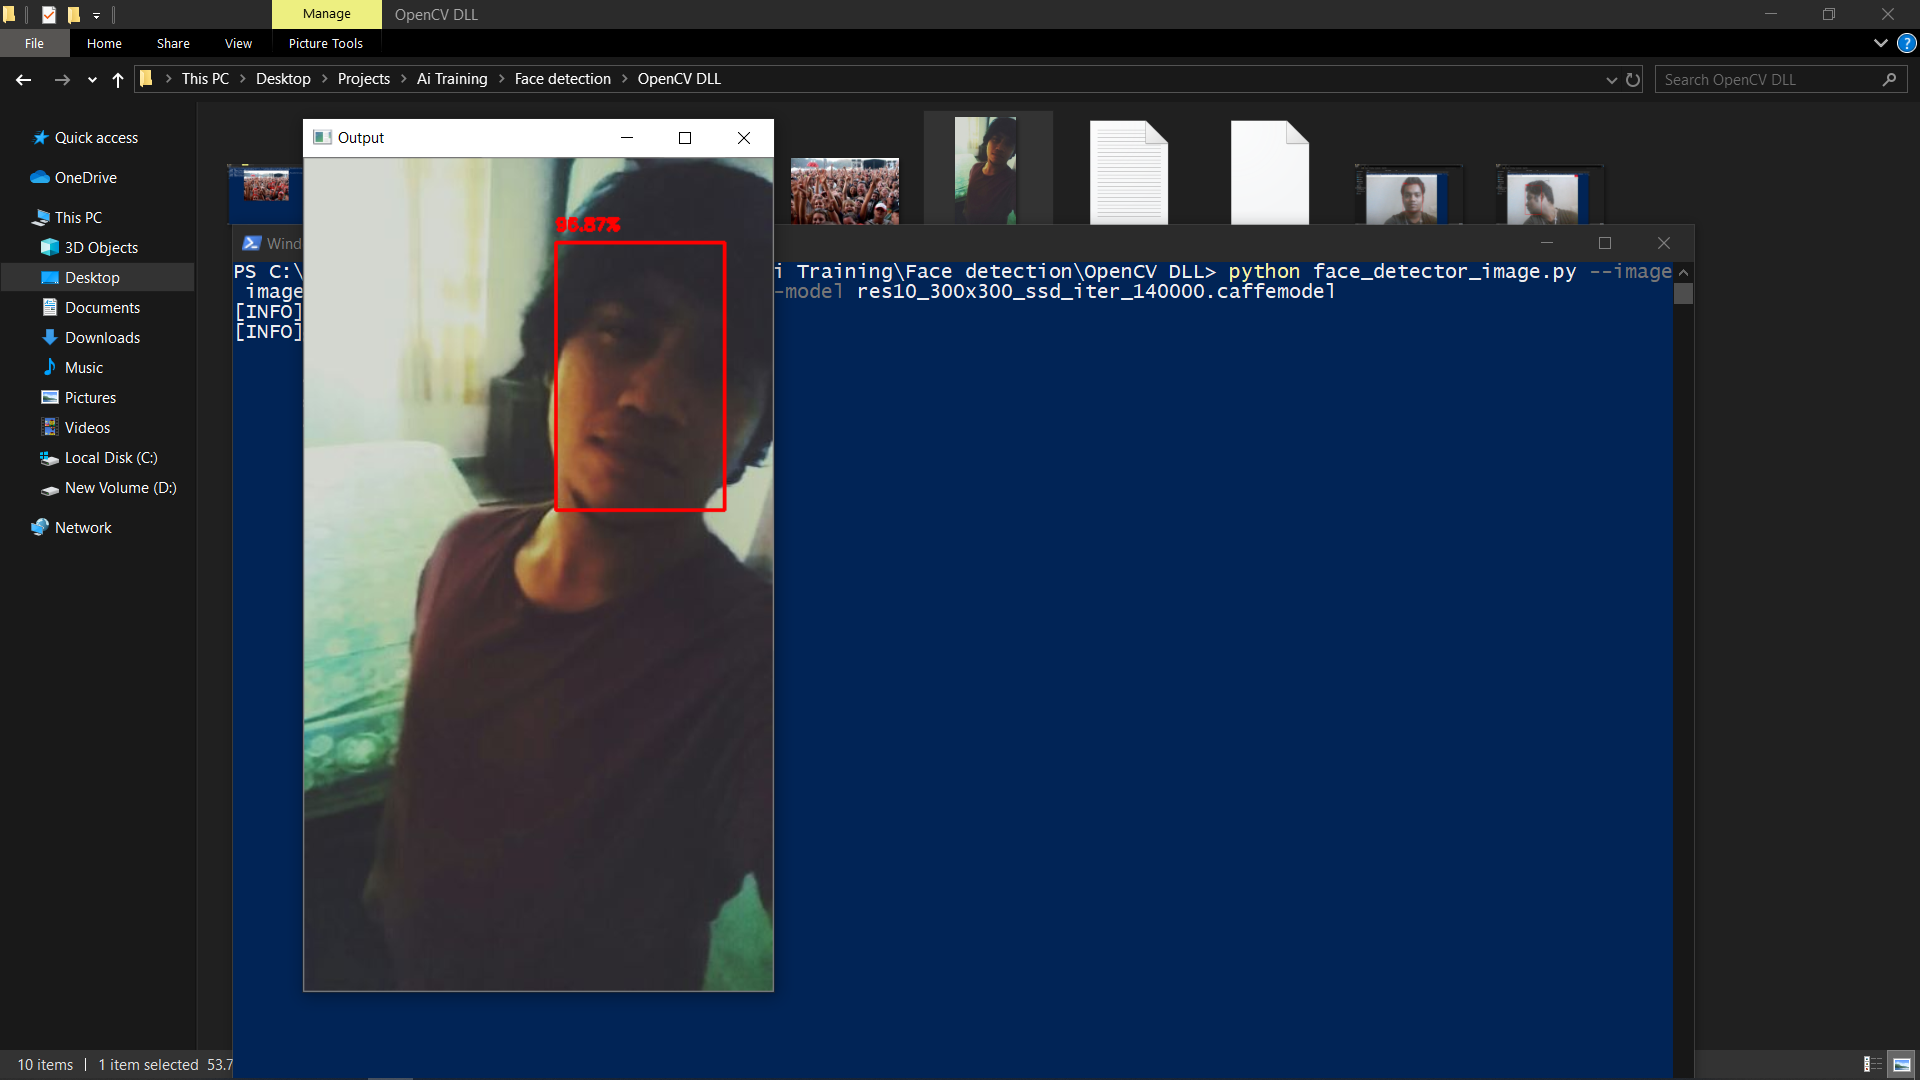 Manage
OpenCV DLL
File
Home
Share
View
Picture Tools
This PC
Desktop
Projects
Ai Training
Face detection
OpenCV DLL
Search OpenCV DLL
Quick access
OneDrive
This PC
3D Objects
Desktop
Documents
Downloads
Music
Pictures
Videos
Local Disk (C:)
New Volume (D:)
Network
Output
Wind
PS C:\
i Training\Face detection\OpenCV DLL> python face_detector_image.py --image
image
-model res10_300x300_ssd_iter_140000.caffemodel
[INFO]
[INFO]
10 items
1 item selected
53.7